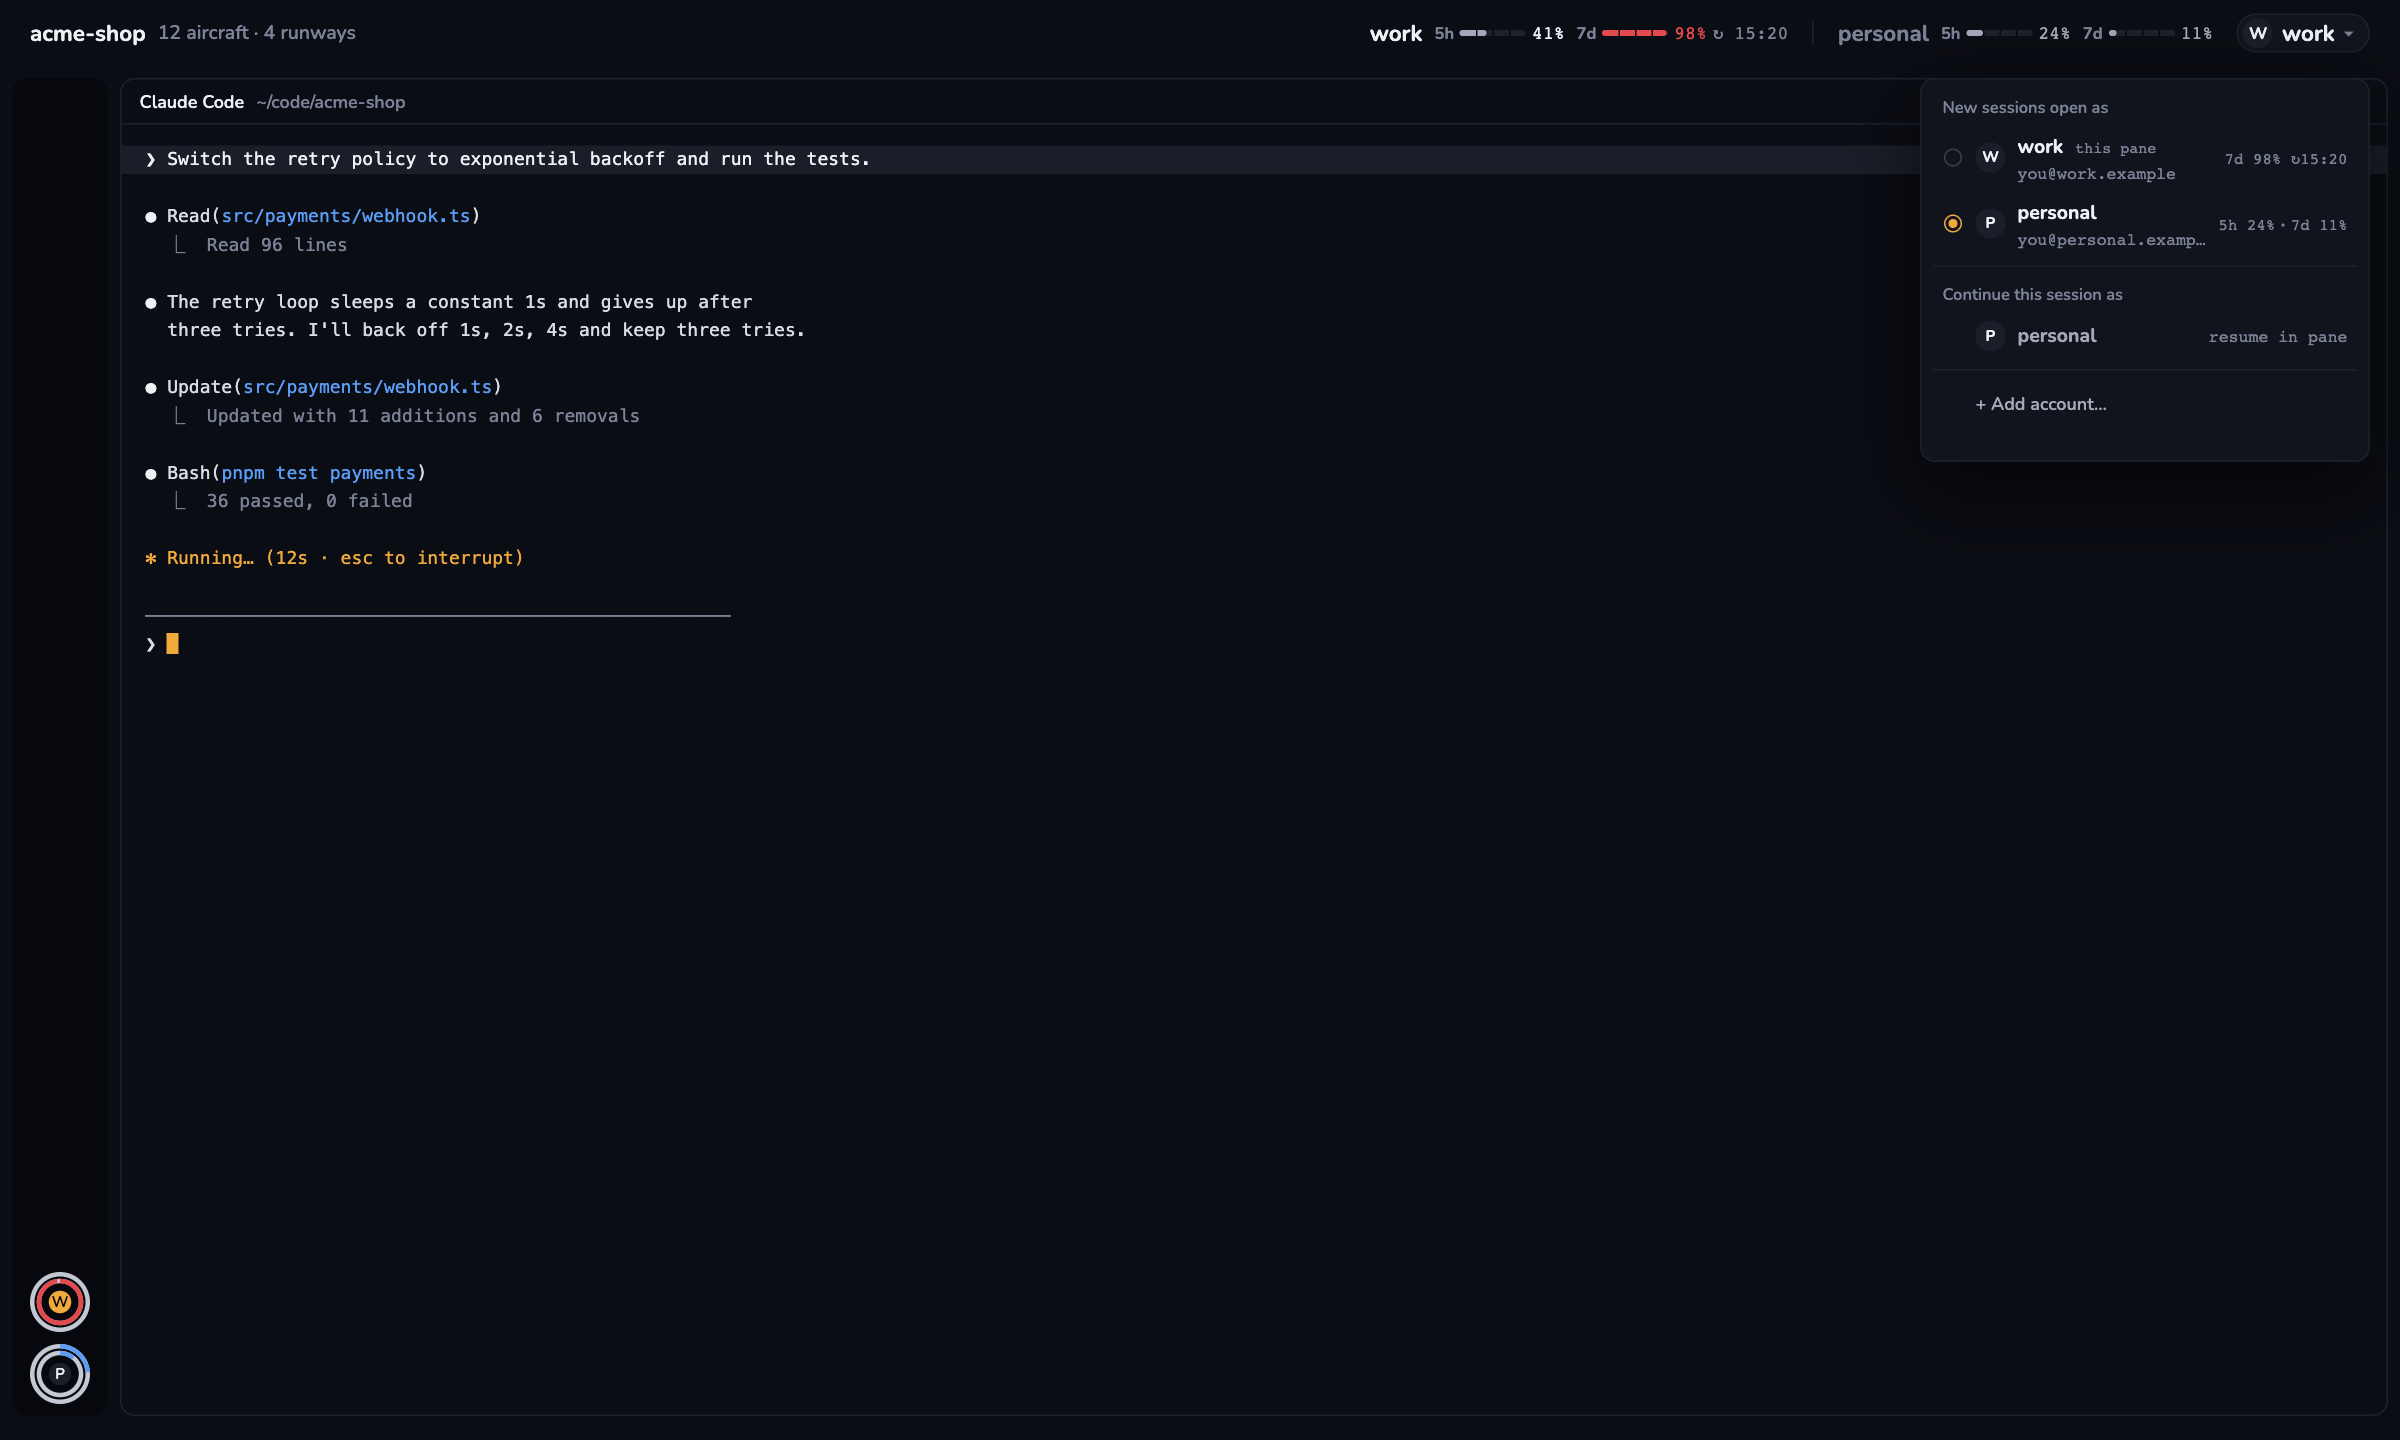 acme-shop 12 aircraft · 4 runways
work 5h 41% 7d 98% ↻ 15:20
personal 5h 24% 7d 11%
W work
Claude Code ~/code/acme-shop
❯ Switch the retry policy to exponential backoff and run the tests.
● Read(src/payments/webhook.ts)
⎿ Read 96 lines
● The retry loop sleeps a constant 1s and gives up after
three tries. I'll back off 1s, 2s, 4s and keep three tries.
● Update(src/payments/webhook.ts)
⎿ Updated with 11 additions and 6 removals
● Bash(pnpm test payments)
⎿ 36 passed, 0 failed
✻ Running… (12s · esc to interrupt)
❯
New sessions open as
W work this pane 7d 98% ↻15:20
you@work.example
P personal 5h 24% · 7d 11%
you@personal.examp…
Continue this session as
P personal resume in pane
+ Add account...
W
P